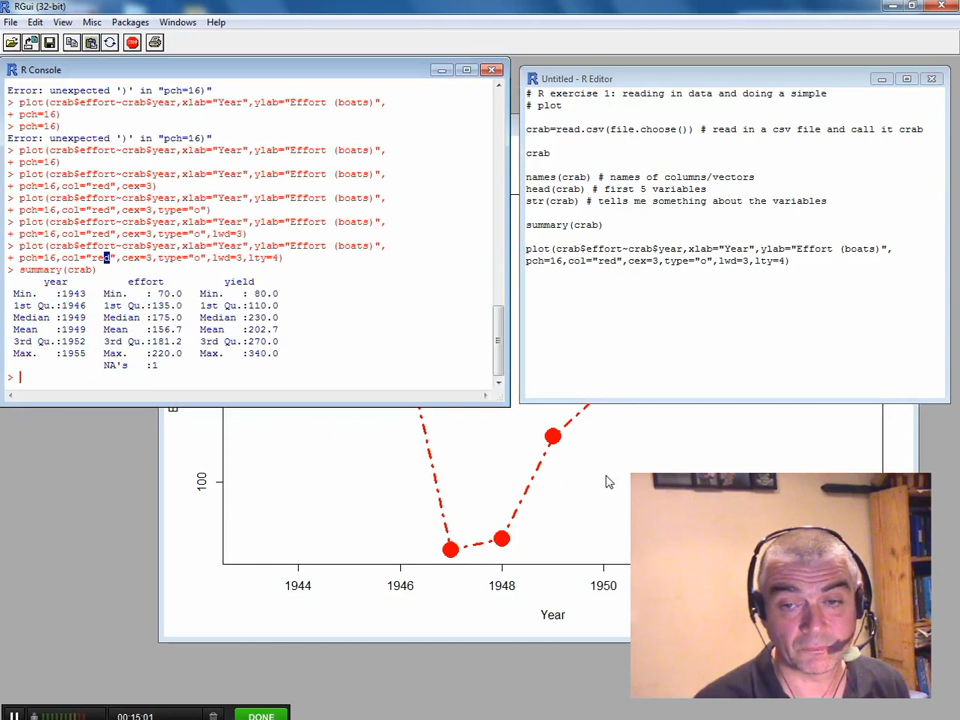 RGui (32-bit)
File Edit View Misc Packages Windows Help
STOP
R Console
Error: unexpected ')' in "pch=16)"
> plot(crab$effort~crab$year,xlab="Year",ylab="Effort (boats)",
+ pch=16)
> pch=16)
Error: unexpected ')' in "pch=16)"
> plot(crab$effort~crab$year,xlab="Year",ylab="Effort (boats)",
+ pch=16)
> plot(crab$effort~crab$year,xlab="Year",ylab="Effort (boats)",
+ pch=16,col="red",cex=3)
> plot(crab$effort~crab$year,xlab="Year",ylab="Effort (boats)",
+ pch=16,col="red",cex=3,type="o")
> plot(crab$effort~crab$year,xlab="Year",ylab="Effort (boats)",
+ pch=16,col="red",cex=3,type="o",lwd=3)
> plot(crab$effort~crab$year,xlab="Year",ylab="Effort (boats)",
+ pch=16,col="red",cex=3,type="o",lwd=3,lty=4)
> summary(crab)
year effort yield
Min. :1943 Min. : 70.0 Min. : 80.0
1st Qu.:1946 1st Qu.:135.0 1st Qu.:110.0
Median :1949 Median :175.0 Median :230.0
Mean :1949 Mean :156.7 Mean :202.7
3rd Qu.:1952 3rd Qu.:181.2 3rd Qu.:270.0
Max. :1955 Max. :220.0 Max. :340.0
NA's :1
>
Untitled - R Editor
# R exercise 1: reading in data and doing a simple
# plot
crab=read.csv(file.choose()) # read in a csv file and call it crab
crab
names(crab) # names of columns/vectors
head(crab) # first 5 variables
str(crab) # tells me something about the variables
summary(crab)
plot(crab$effort~crab$year,xlab="Year",ylab="Effort (boats)",
pch=16,col="red",cex=3,type="o",lwd=3,lty=4)
100
1944 1946 1948 1950
Year
00:15:01
DONE